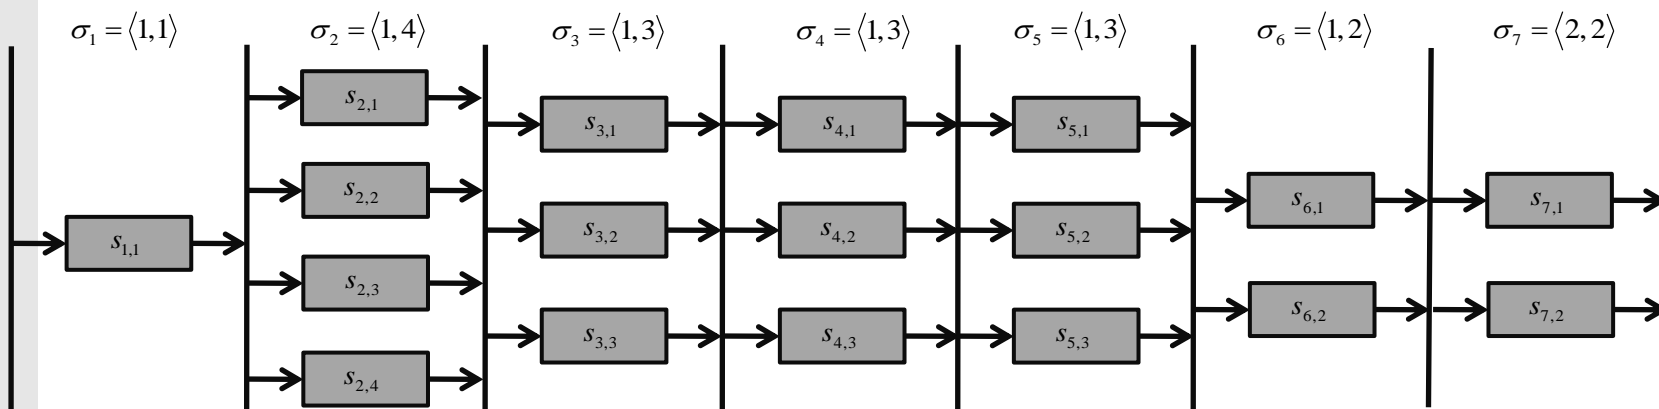 σ₁ = ⟨1,1⟩ σ₂ = ⟨1,4⟩ σ₃ = ⟨1,3⟩ σ₄ = ⟨1,3⟩ σ₅ = ⟨1,3⟩ σ₆ = ⟨1,2⟩ σ₇ = ⟨2,2⟩
s₁,₁
s₂,₁
s₂,₂
s₂,₃
s₂,₄
s₃,₁
s₃,₂
s₃,₃
s₄,₁
s₄,₂
s₄,₃
s₅,₁
s₅,₂
s₅,₃
s₆,₁
s₆,₂
s₇,₁
s₇,₂